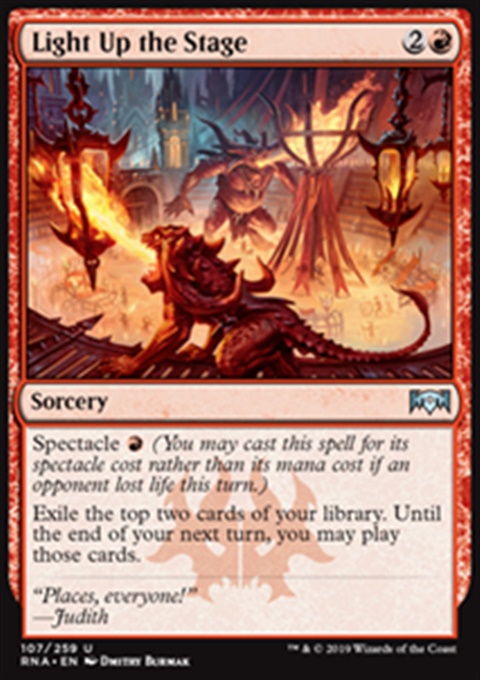 Light Up the Stage 2
Sorcery
Spectacle (You may cast this spell for its
spectacle cost rather than its mana cost if an
opponent lost life this turn.)
Exile the top two cards of your library. Until
the end of your next turn, you may play
those cards.
“Places, everyone!”
—Judith
107/259 U
RNA • EN Dmitry Burmak
™ & © 2019 Wizards of the Coast